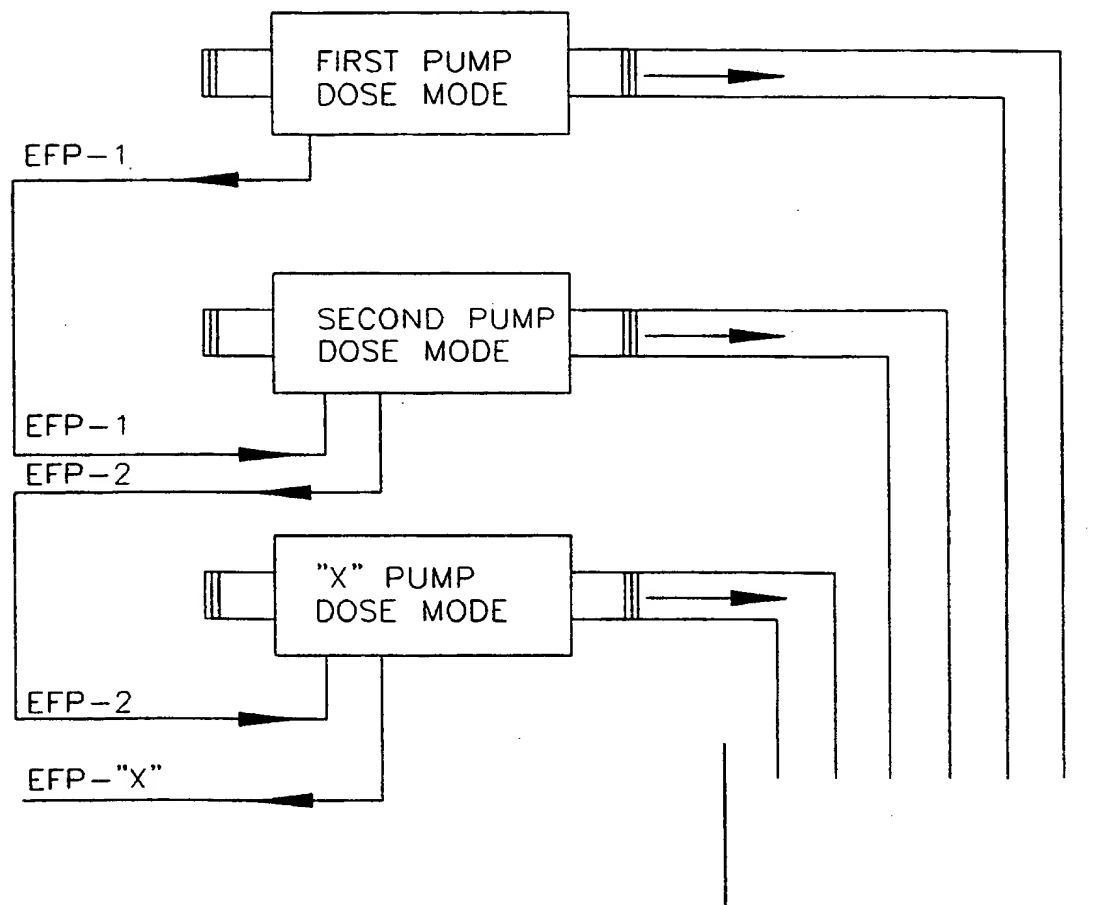 FIRST PUMP
DOSE MODE
EFP-1
SECOND PUMP
DOSE MODE
EFP-1
EFP-2
"X" PUMP
DOSE MODE
EFP-2
EFP-"X"